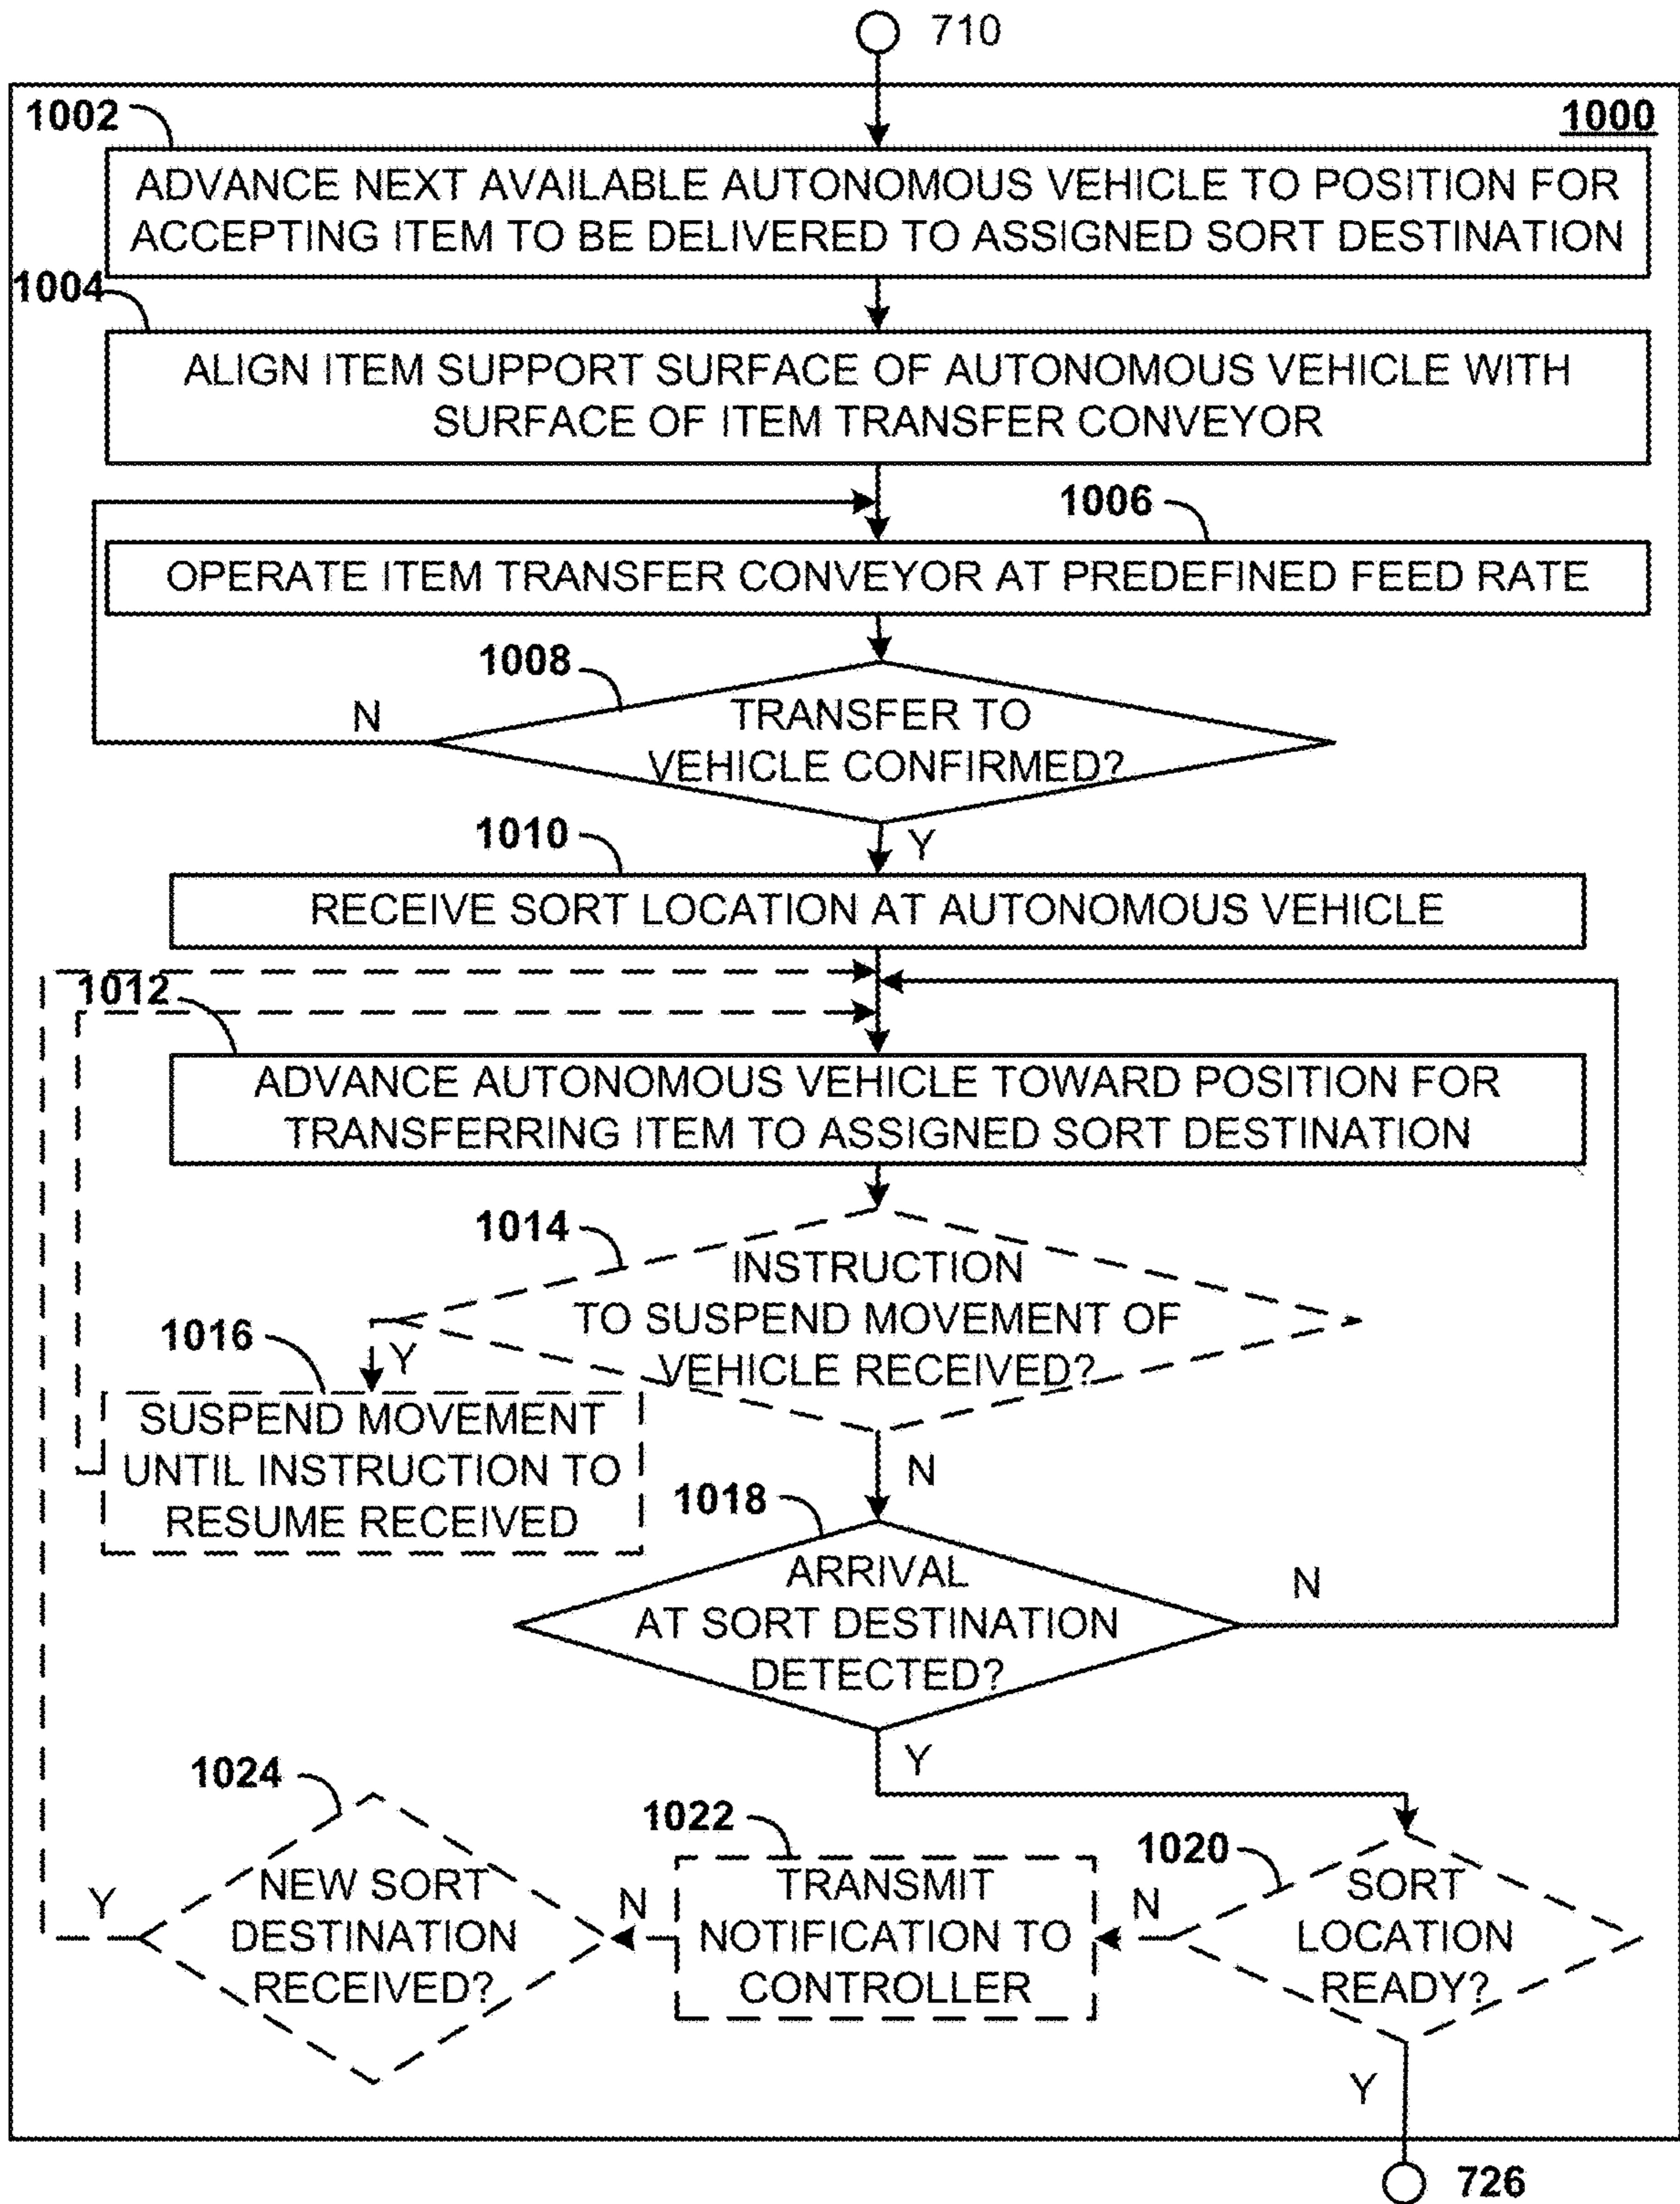 710
1000
1002
ADVANCE NEXT AVAILABLE AUTONOMOUS VEHICLE TO POSITION FOR
ACCEPTING ITEM TO BE DELIVERED TO ASSIGNED SORT DESTINATION
1004
ALIGN ITEM SUPPORT SURFACE OF AUTONOMOUS VEHICLE WITH
SURFACE OF ITEM TRANSFER CONVEYOR
1006
OPERATE ITEM TRANSFER CONVEYOR AT PREDEFINED FEED RATE
1008
N
TRANSFER TO
VEHICLE CONFIRMED?
Y
1010
RECEIVE SORT LOCATION AT AUTONOMOUS VEHICLE
1012
ADVANCE AUTONOMOUS VEHICLE TOWARD POSITION FOR
TRANSFERRING ITEM TO ASSIGNED SORT DESTINATION
1014
INSTRUCTION
TO SUSPEND MOVEMENT OF
VEHICLE RECEIVED?
Y
1016
SUSPEND MOVEMENT
UNTIL INSTRUCTION TO
RESUME RECEIVED
N
1018
ARRIVAL
AT SORT DESTINATION
DETECTED?
N
Y
1020
SORT
LOCATION
READY?
N
1022
TRANSMIT
NOTIFICATION TO
CONTROLLER
N
1024
NEW SORT
DESTINATION
RECEIVED?
Y
Y
726